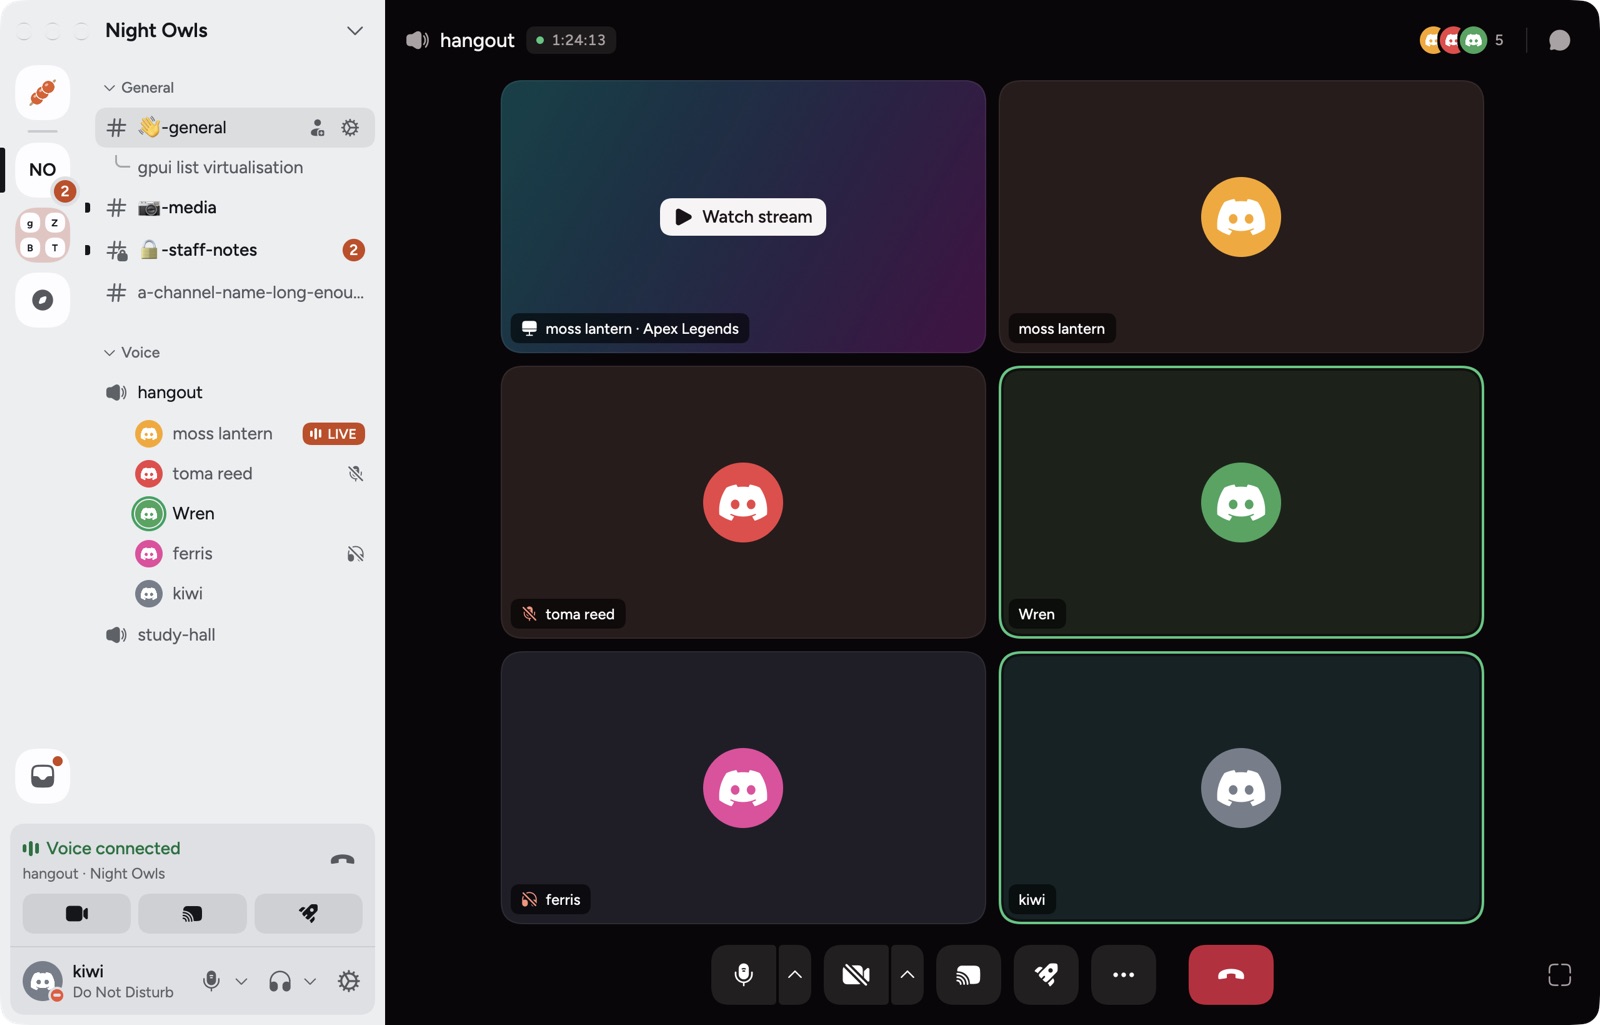 Night Owls
General
👋-general
gpui list virtualisation
NO
2
📷-media
g Z
B T
🔒-staff-notes
2
a-channel-name-long-enou...
Voice
hangout
moss lantern
LIVE
toma reed
Wren
ferris
kiwi
study-hall
Voice connected
hangout · Night Owls
kiwi
Do Not Disturb
hangout
1:24:13
5
Watch stream
moss lantern · Apex Legends
moss lantern
toma reed
Wren
ferris
kiwi